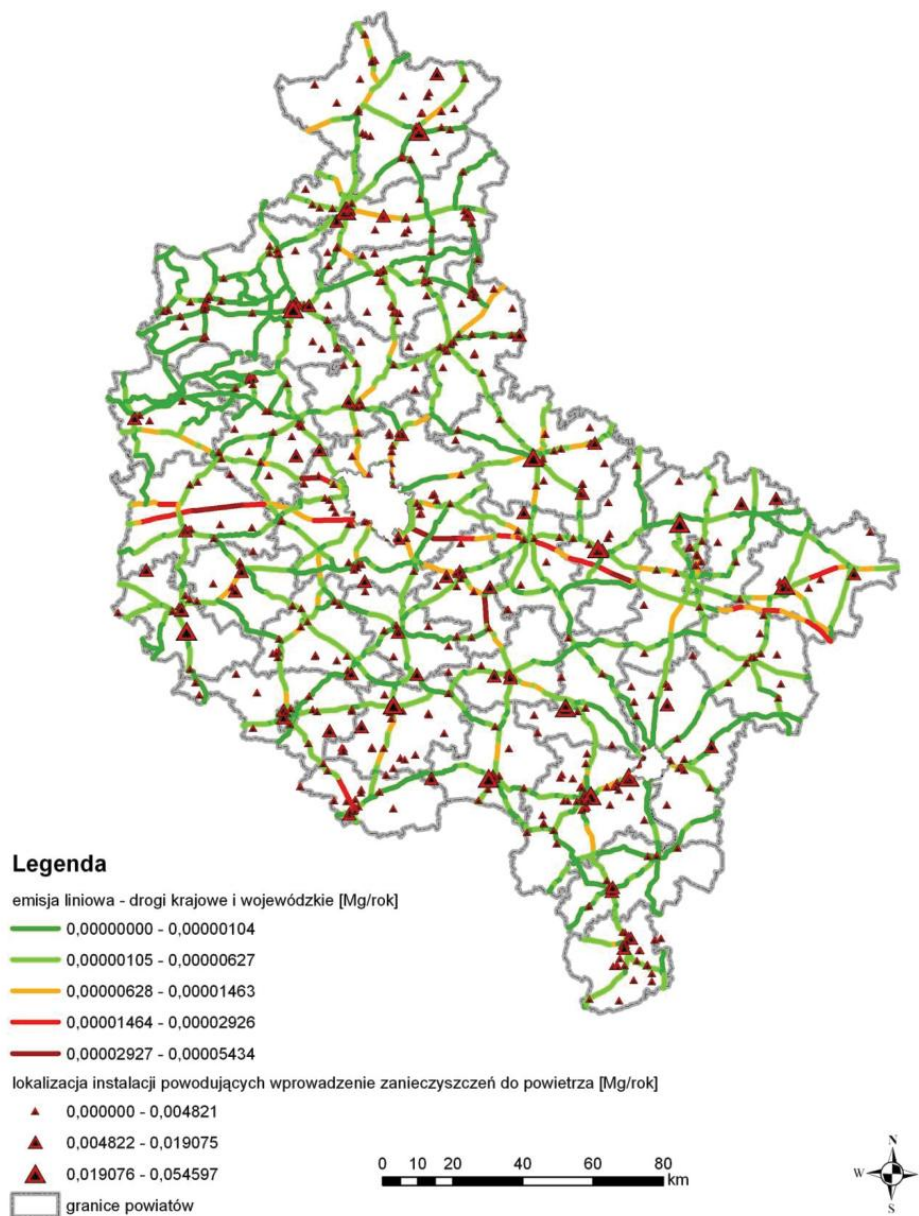 Legenda
emisja liniowa - drogi krajowe i wojewódzkie [Mg/rok]
0,00000000 - 0,00000104
0,00000105 - 0,00000627
0,00000628 - 0,00001463
0,00001464 - 0,00002926
0,00002927 - 0,00005434
lokalizacja instalacji powodujących wprowadzenie zanieczyszczeń do powietrza [Mg/rok]
0,000000 - 0,004821
0,004822 - 0,019075
0,019076 - 0,054597
granice powiatów
0 10 20 40 60 80
km
N
W E
S